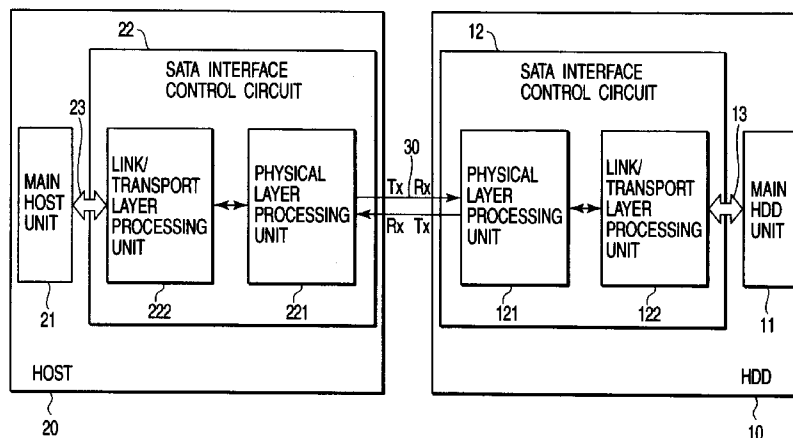 22
12
SATA INTERFACE
CONTROL CIRCUIT
SATA INTERFACE
CONTROL CIRCUIT
23
13
30
MAIN
HOST
UNIT
LINK/
TRANSPORT
LAYER
PROCESSING
UNIT
PHYSICAL
LAYER
PROCESSING
UNIT
Tx Rx
Rx Tx
PHYSICAL
LAYER
PROCESSING
UNIT
LINK/
TRANSPORT
LAYER
PROCESSING
UNIT
MAIN
HDD
UNIT
21
222
221
121
122
11
HOST
HDD
20
10